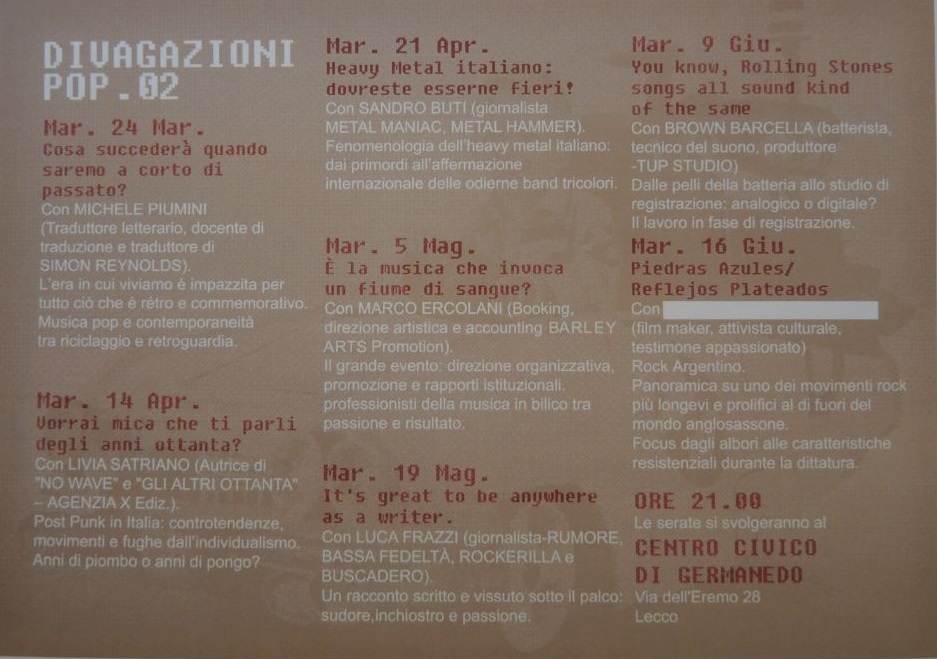 DIVAGAZIONI
POP.02
Mar. 24 Mar.
Cosa succederà quando
saremo a corto di
passato?
Con MICHELE PIUMINI
(Traduttore letterario, docente di
traduzione e traduttore di
SIMON REYNOLDS).
L'era in cui viviamo é impazzita per
tutto ciò che è rétro e commemorativo.
Musica pop e contemporaneità
tra riciclaggio e retroguardia.
Mar. 14 Apr.
Vorrai mica che ti parli
degli anni ottanta?
Con LIVIA SATRIANO (Autrice di
"NO WAVE" e "GLI ALTRI OTTANTA"
– AGENZIA X Ediz.).
Post Punk in Italia: controtendenze,
movimenti e fughe dall'individualismo.
Anni di piombo o anni di pongo?
Mar. 21 Apr.
Heavy Metal italiano:
dovreste esserne fieri!
Con SANDRO BUTI (giornalista
METAL MANIAC, METAL HAMMER).
Fenomenologia dell'heavy metal italiano:
dai primordi all'affermazione
internazionale delle odierne band tricolori.
Mar. 5 Mag.
È la musica che invoca
un fiume di sangue?
Con MARCO ERCOLANI (Booking,
direzione artistica e accounting BARLEY
ARTS Promotion).
Il grande evento: direzione organizzativa,
promozione e rapporti istituzionali,
professionisti della musica in bilico tra
passione e risultato.
Mar. 19 Mag.
It's great to be anywhere
as a writer.
Con LUCA FRAZZI (giornalista-RUMORE,
BASSA FEDELTÀ, ROCKERILLA e
BUSCADERO).
Un racconto scritto e vissuto sotto il palco:
sudore,inchiostro e passione.
Mar. 9 Giu.
You know, Rolling Stones
songs all sound kind
of the same
Con BROWN BARCELLA (batterista,
tecnico del suono, produttore
-TUP STUDIO)
Dalle pelli della batteria allo studio di
registrazione: analogico o digitale?
Il lavoro in fase di registrazione.
Mar. 16 Giu.
Piedras Azules/
Reflejos Plateados
Con
(film maker, attivista culturale,
testimone appassionato)
Rock Argentino.
Panoramica su uno dei movimenti rock
più longevi e prolifici al di fuori del
mondo anglosassone.
Focus dagli albori alle caratteristiche
resistenziali durante la dittatura.
ORE 21.00
Le serate si svolgeranno al
CENTRO CIVICO
DI GERMANEDO
Via dell'Eremo 28
Lecco